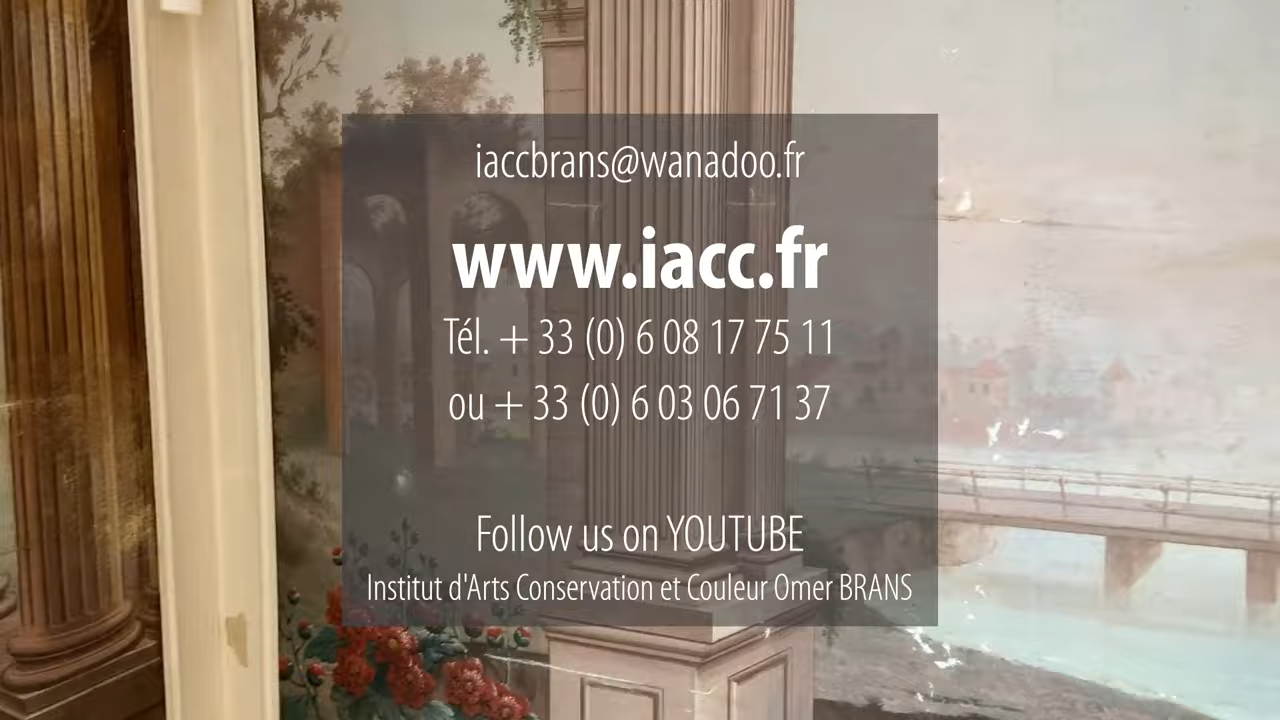 iaccbrans@wanadoo.fr
www.iacc.fr
Tél. + 33 (0) 6 08 17 75 11
ou + 33 (0) 6 03 06 71 37
Follow us on YOUTUBE
Institut d'Arts Conservation et Couleur Omer BRANS